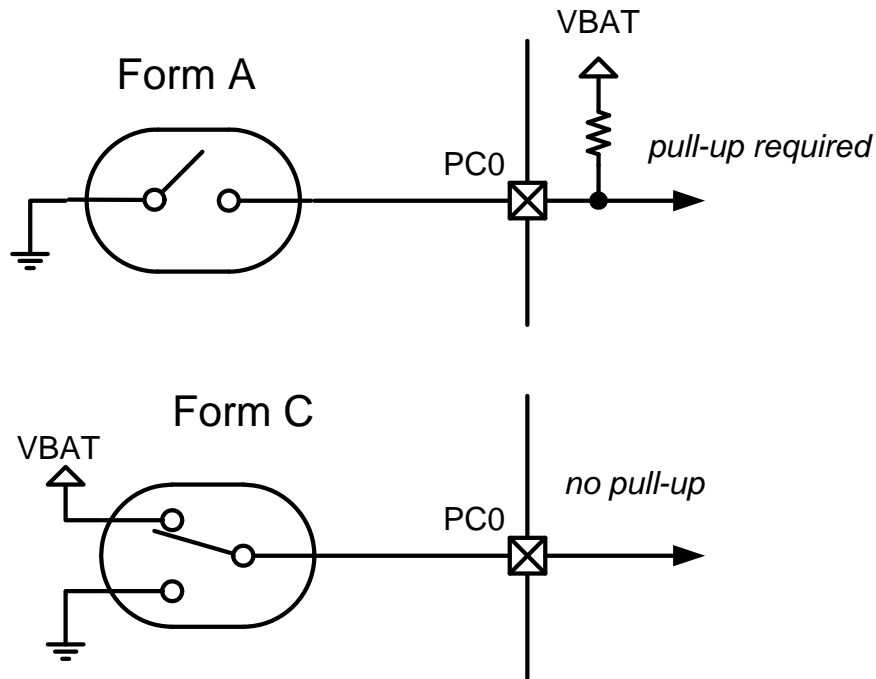 VBAT
Form A
PC0
pull-up required
Form C
VBAT
PC0
no pull-up